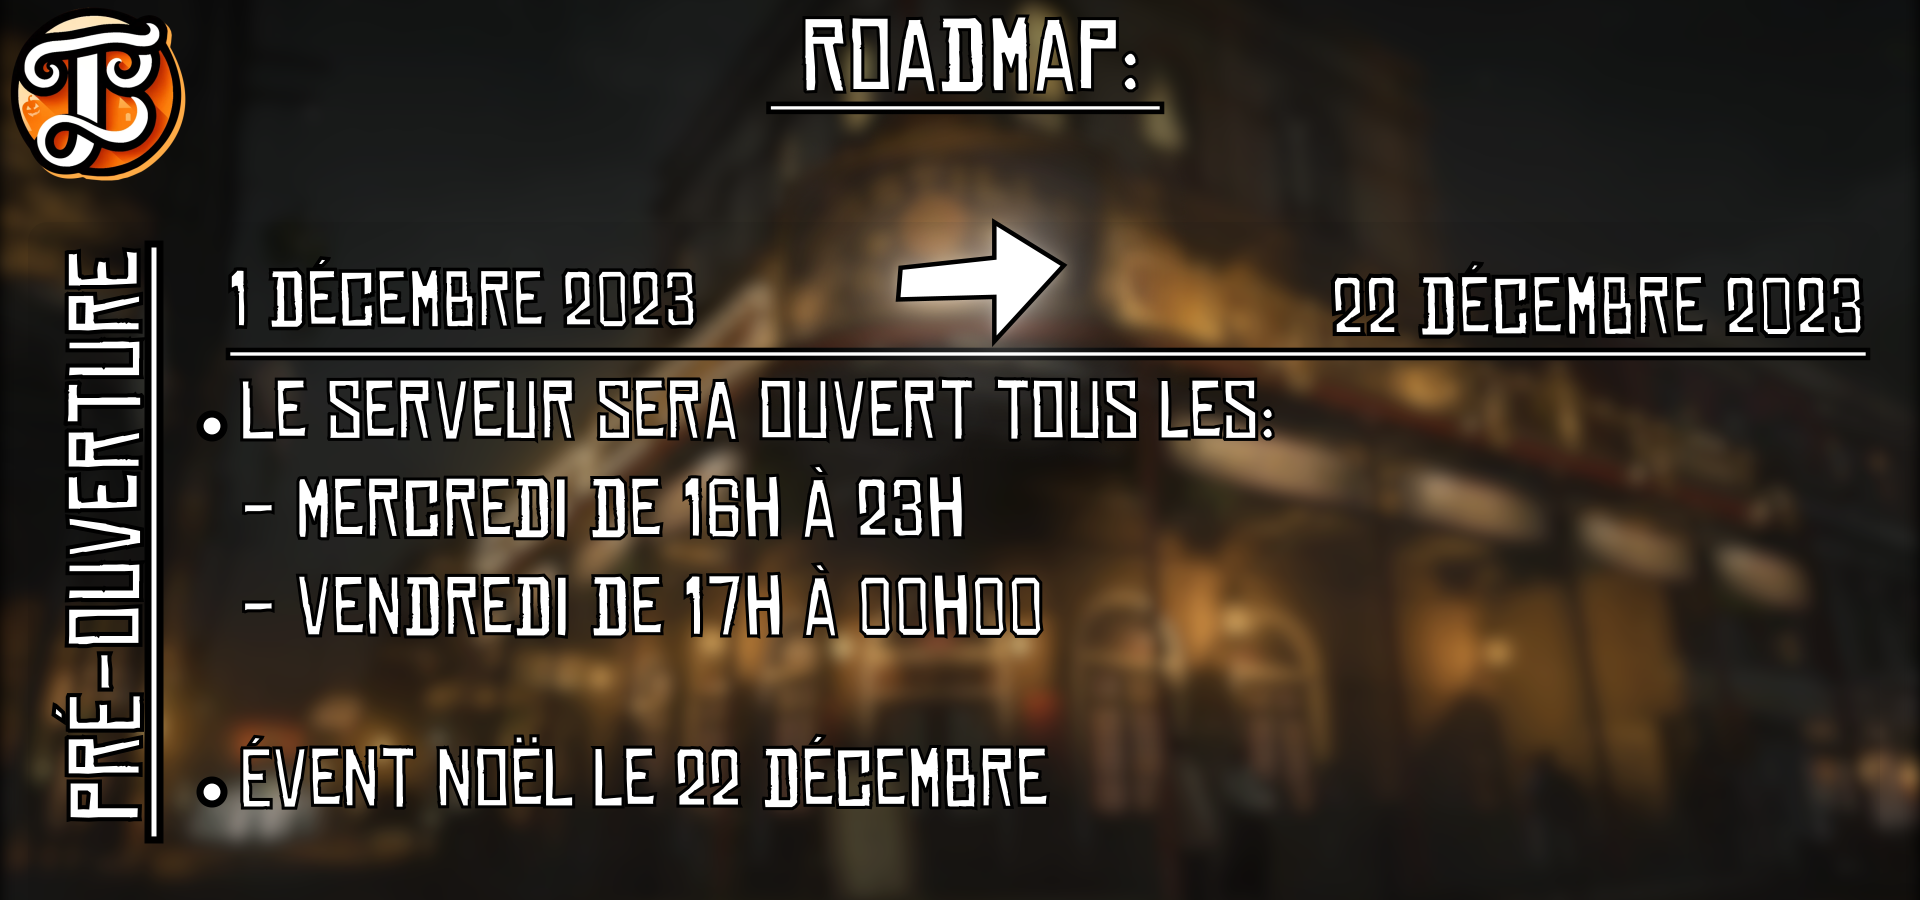 ROADMAP:
PRÉ-OUVERTURE
1 DÉCEMBRE 2023
22 DÉCEMBRE 2023
LE SERVEUR SERA OUVERT TOUS LES:
- MERCREDI DE 16H À 23H
- VENDREDI DE 17H À 00H00
ÉVENT NOËL LE 22 DÉCEMBRE